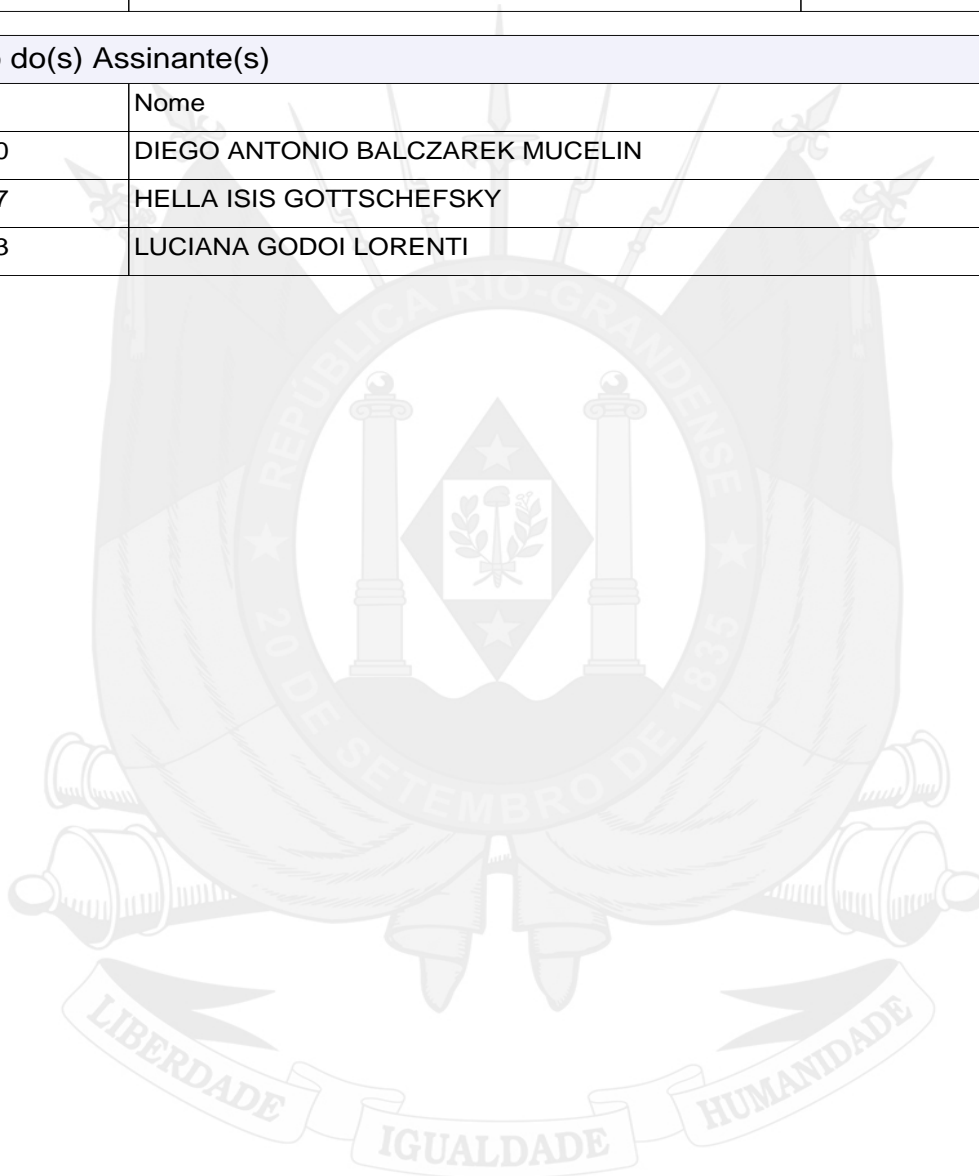 do(s) Assinante(s)
Nome
0 DIEGO ANTONIO BALCZAREK MUCELIN
7 HELLA ISIS GOTTSCHEFSKY
3 LUCIANA GODOI LORENTI
REPÚBLICA RIO-GRANDENSE
★ 20 DE SETEMBRO DE 1835 ★
LIBERDADE
IGUALDADE
HUMANIDADE